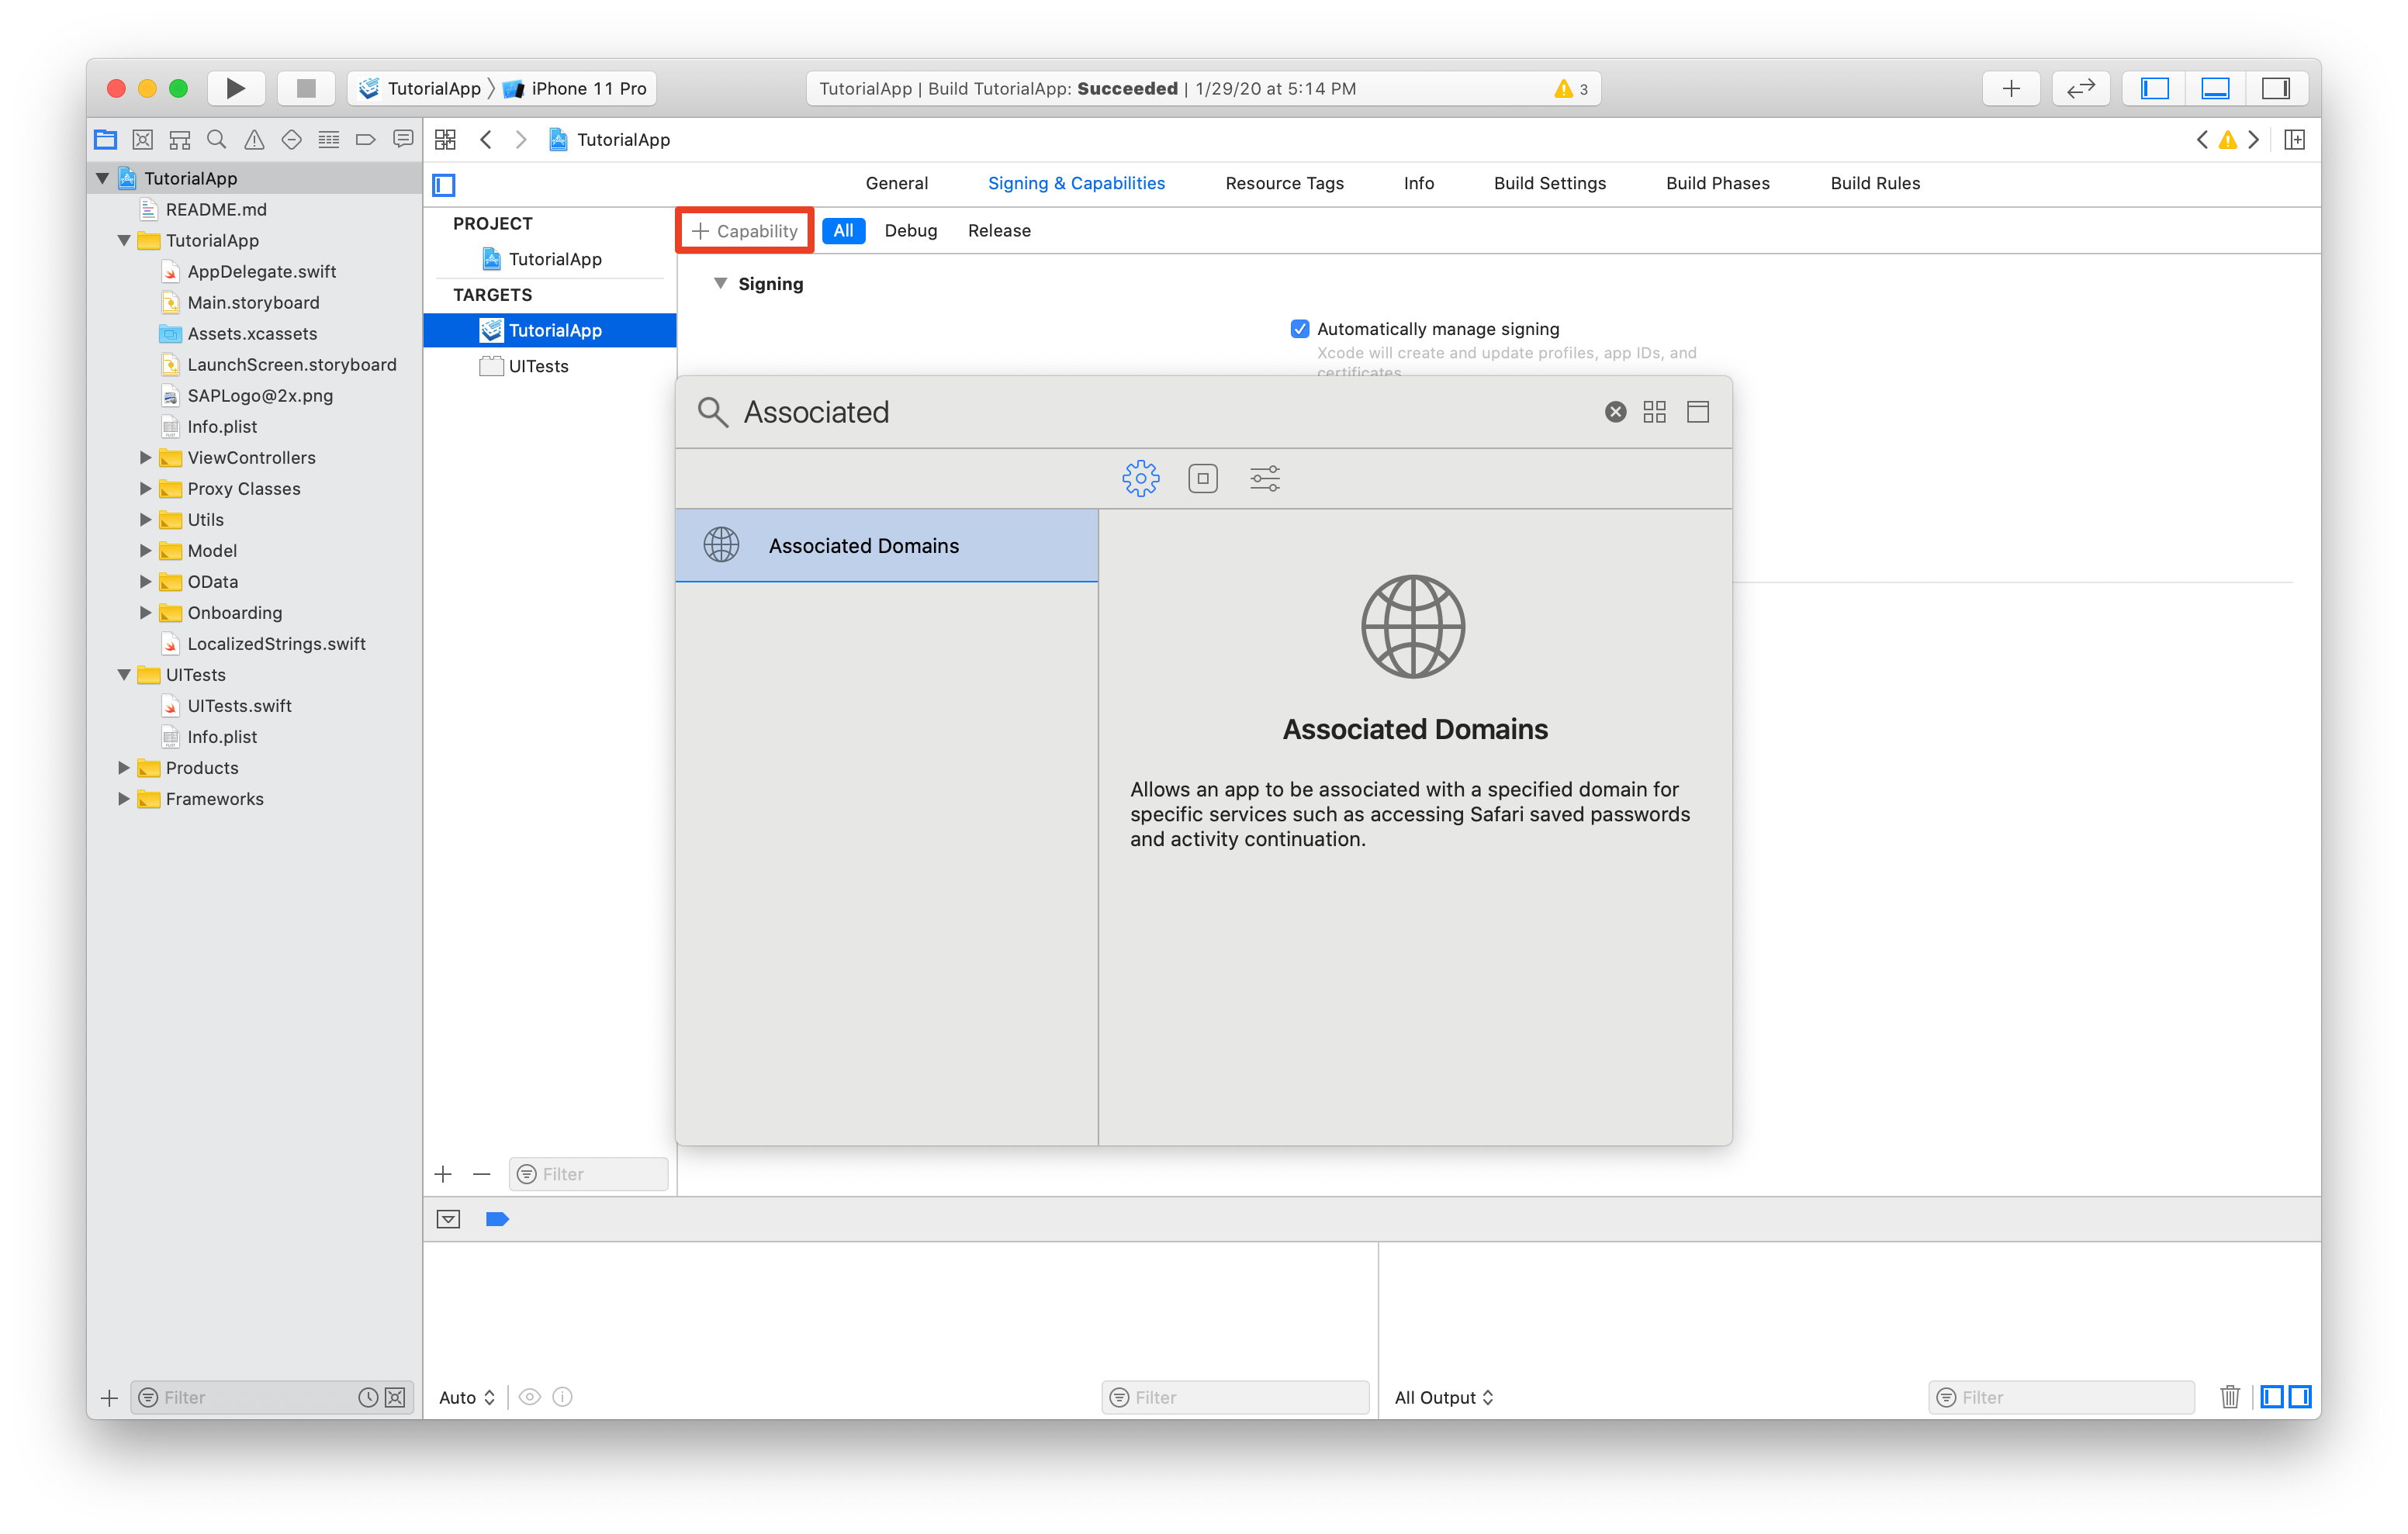 TutorialApp
iPhone 11 Pro
TutorialApp | Build TutorialApp: Succeeded | 1/29/20 at 5:14 PM
3
TutorialApp
TutorialApp
README.md
TutorialApp
AppDelegate.swift
Main.storyboard
Assets.xcassets
LaunchScreen.storyboard
SAPLogo@2x.png
Info.plist
ViewControllers
Proxy Classes
Utils
Model
OData
Onboarding
LocalizedStrings.swift
UITests
UITests.swift
Info.plist
Products
Frameworks
Filter
General
Signing & Capabilities
Resource Tags
Info
Build Settings
Build Phases
Build Rules
PROJECT
TutorialApp
TARGETS
TutorialApp
UITests
Filter
Capability
All
Debug
Release
Signing
Automatically manage signing
Xcode will create and update profiles, app IDs, and
certificates.
Associated
Associated Domains
Associated Domains
Allows an app to be associated with a specified domain for
specific services such as accessing Safari saved passwords
and activity continuation.
Auto
Filter
All Output
Filter